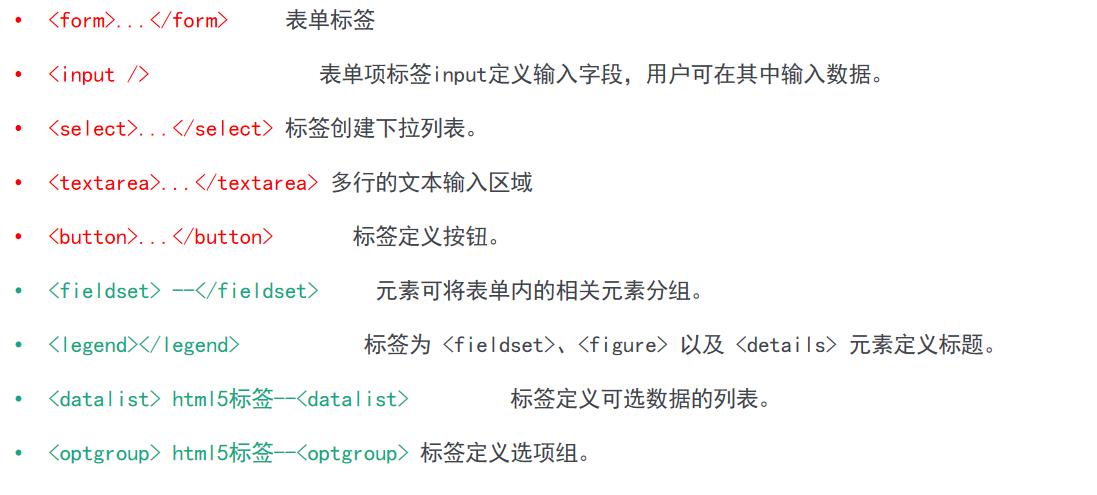 • <form>...</form> 表单标签
• <input /> 表单项标签input定义输入字段，用户可在其中输入数据。
• <select>...</select> 标签创建下拉列表。
• <textarea>...</textarea> 多行的文本输入区域
• <button>...</button> 标签定义按钮。
• <fieldset> --</fieldset> 元素可将表单内的相关元素分组。
• <legend></legend> 标签为 <fieldset>、<figure> 以及 <details> 元素定义标题。
• <datalist> html5标签--<datalist> 标签定义可选数据的列表。
• <optgroup> html5标签--<optgroup> 标签定义选项组。